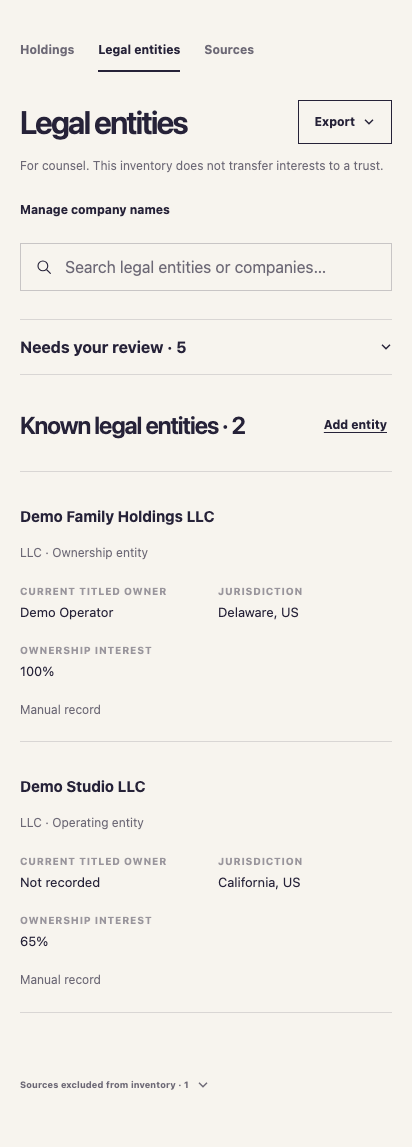 Holdings Legal entities Sources
Legal entities
Export
For counsel. This inventory does not transfer interests to a trust.
Manage company names
Search legal entities or companies...
Needs your review · 5
Known legal entities · 2
Add entity
Demo Family Holdings LLC
LLC · Ownership entity
CURRENT TITLED OWNER JURISDICTION
Demo Operator Delaware, US
OWNERSHIP INTEREST
100%
Manual record
Demo Studio LLC
LLC · Operating entity
CURRENT TITLED OWNER JURISDICTION
Not recorded California, US
OWNERSHIP INTEREST
65%
Manual record
Sources excluded from inventory · 1